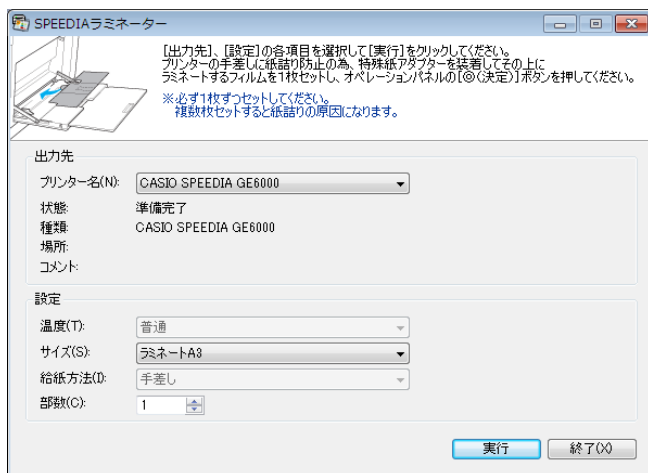 SPEEDIAラミネーター
[出力先]、[設定]の各項目を選択して[実行]をクリックしてください。
プリンターの手差しに紙詰り防止の為、特殊紙アダプターを装着してその上に
ラミネートするフィルムを1枚セットし、オペレーションパネルの[◎(決定)]ボタンを押してください。
※必ず1枚ずつセットしてください。
複数枚セットすると紙詰りの原因になります。
出力先
プリンター名(N): CASIO SPEEDIA GE6000
状態: 準備完了
種類: CASIO SPEEDIA GE6000
場所:
コメント:
設定
温度(T): 普通
サイズ(S): ラミネートA3
給紙方法(I): 手差し
部数(C): 1
実行 終了(X)